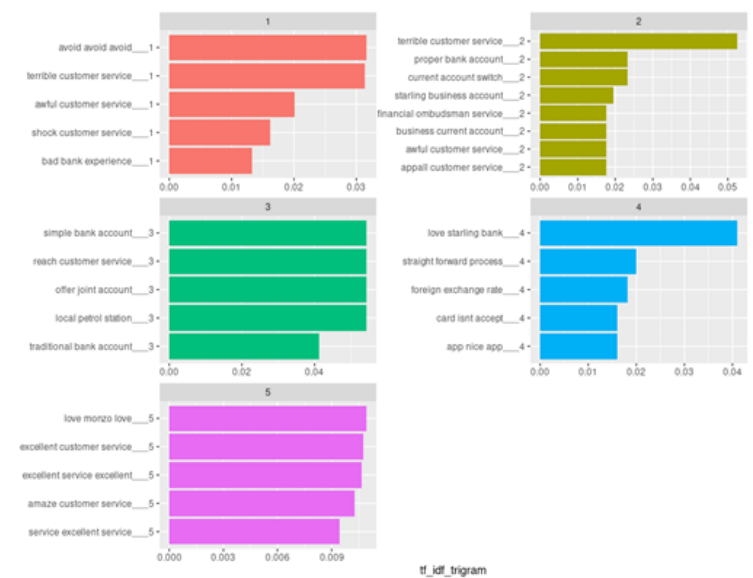 1
avoid avoid avoid___1
terrible customer service___1
awful customer service___1
shock customer service___1
bad bank experience___1
0.00 0.01 0.02 0.03
2
terrible customer service___2
proper bank account___2
current account switch___2
starling business account___2
financial ombudsman service___2
business current account___2
awful customer service___2
appall customer service___2
0.00 0.01 0.02 0.03 0.04 0.05
3
simple bank account___3
reach customer service___3
offer joint account___3
local petrol station___3
traditional bank account___3
0.00 0.02 0.04
4
love starling bank___4
straight forward process___4
foreign exchange rate___4
card isnt accept___4
app nice app___4
0.00 0.01 0.02 0.03 0.04
5
love monzo love___5
excellent customer service___5
excellent service excellent___5
amaze customer service___5
service excellent service___5
0.000 0.003 0.006 0.009
tf_idf_trigram